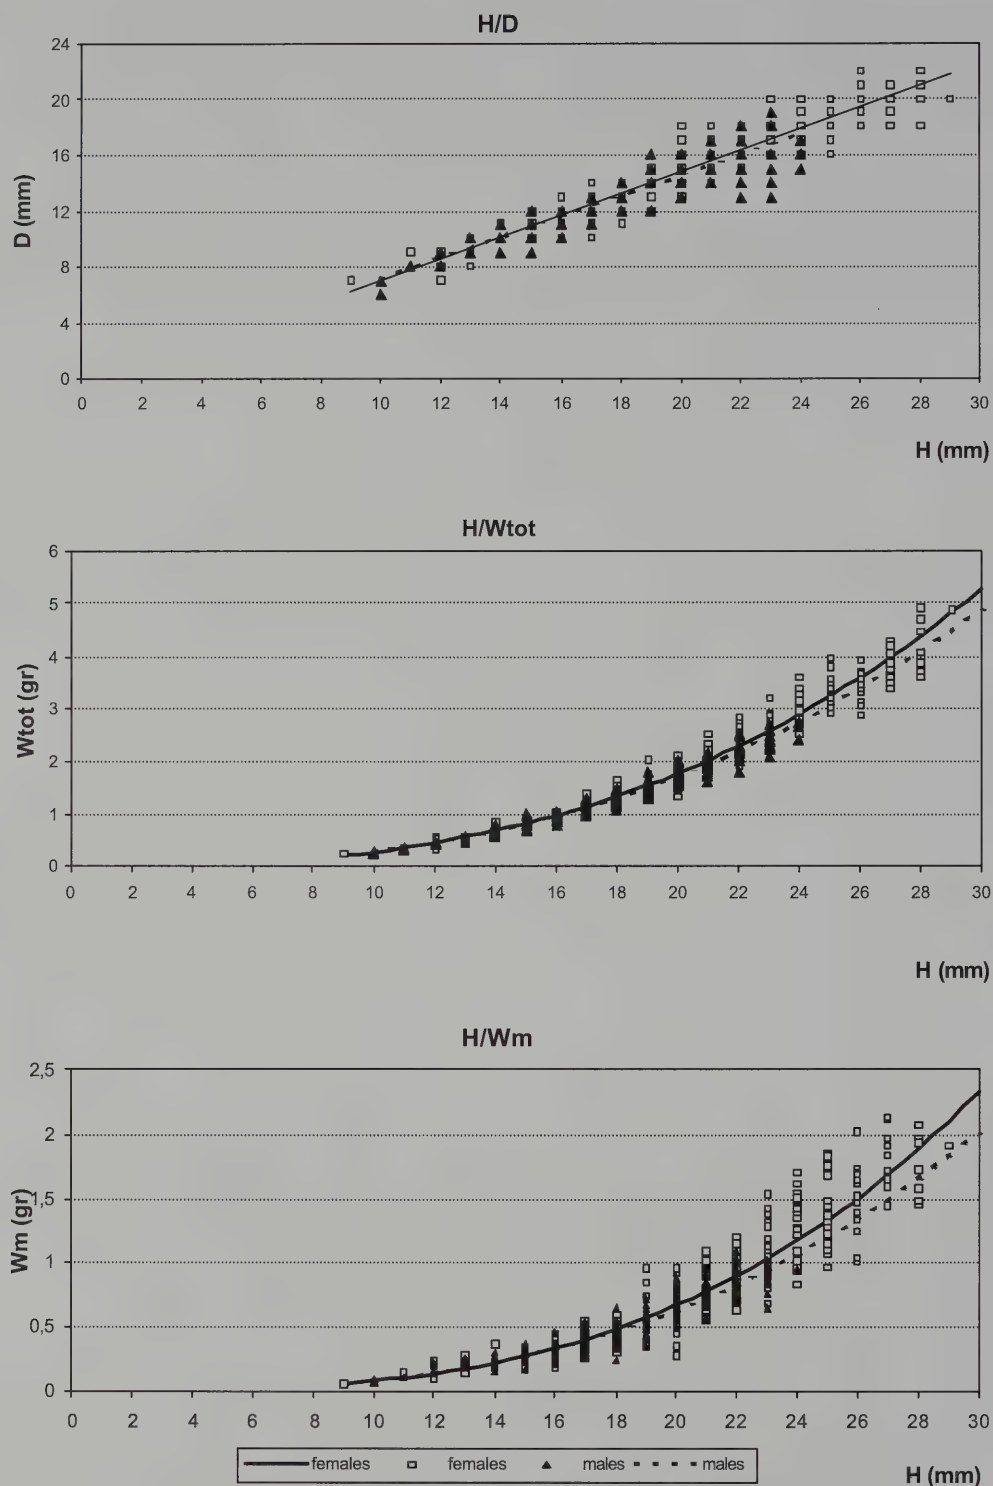 H/D
24
20
16
12
8
4
0
D (mm)
0 2 4 6 8 10 12 14 16 18 20 22 24 26 28 30
H (mm)
H/Wtot
6
5
4
3
2
1
0
Wtot (gr)
0 2 4 6 8 10 12 14 16 18 20 22 24 26 28 30
H (mm)
H/Wm
2,5
2
1,5
1
0,5
0
Wm (gr)
0 2 4 6 8 10 12 14 16 18 20 22 24 26 28 30
females females males males
H (mm)